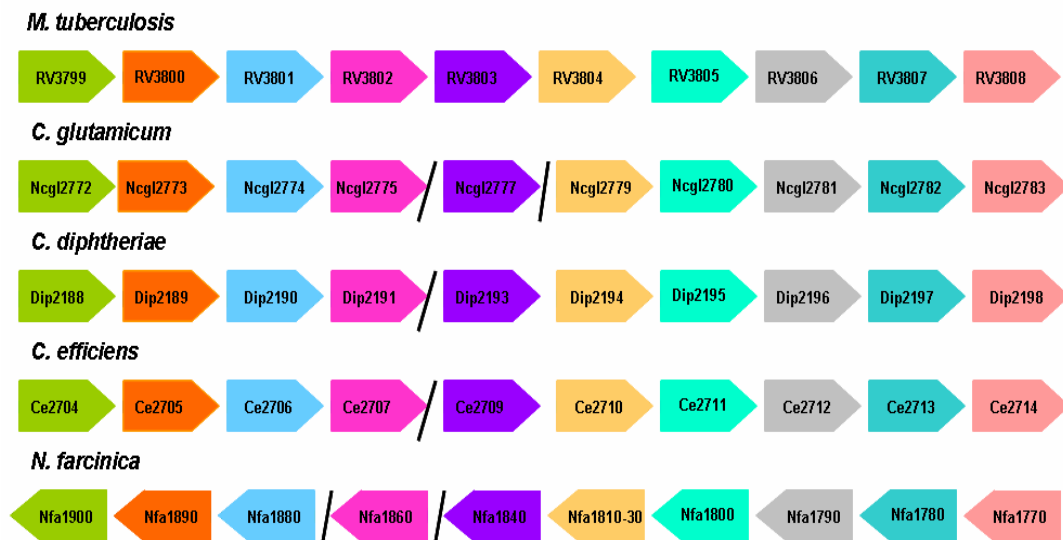 M. tuberculosis
RV3799 RV3800 RV3801 RV3802 RV3803 RV3804 RV3805 RV3806 RV3807 RV3808
C. glutamicum
Ncgl2772 Ncgl2773 Ncgl2774 Ncgl2775 Ncgl2777 Ncgl2779 Ncgl2780 Ncgl2781 Ncgl2782 Ncgl2783
C. diphtheriae
Dip2188 Dip2189 Dip2190 Dip2191 Dip2193 Dip2194 Dip2195 Dip2196 Dip2197 Dip2198
C. efficiens
Ce2704 Ce2705 Ce2706 Ce2707 Ce2709 Ce2710 Ce2711 Ce2712 Ce2713 Ce2714
N. farcinica
Nfa1900 Nfa1890 Nfa1880 Nfa1860 Nfa1840 Nfa1810-30 Nfa1800 Nfa1790 Nfa1780 Nfa1770